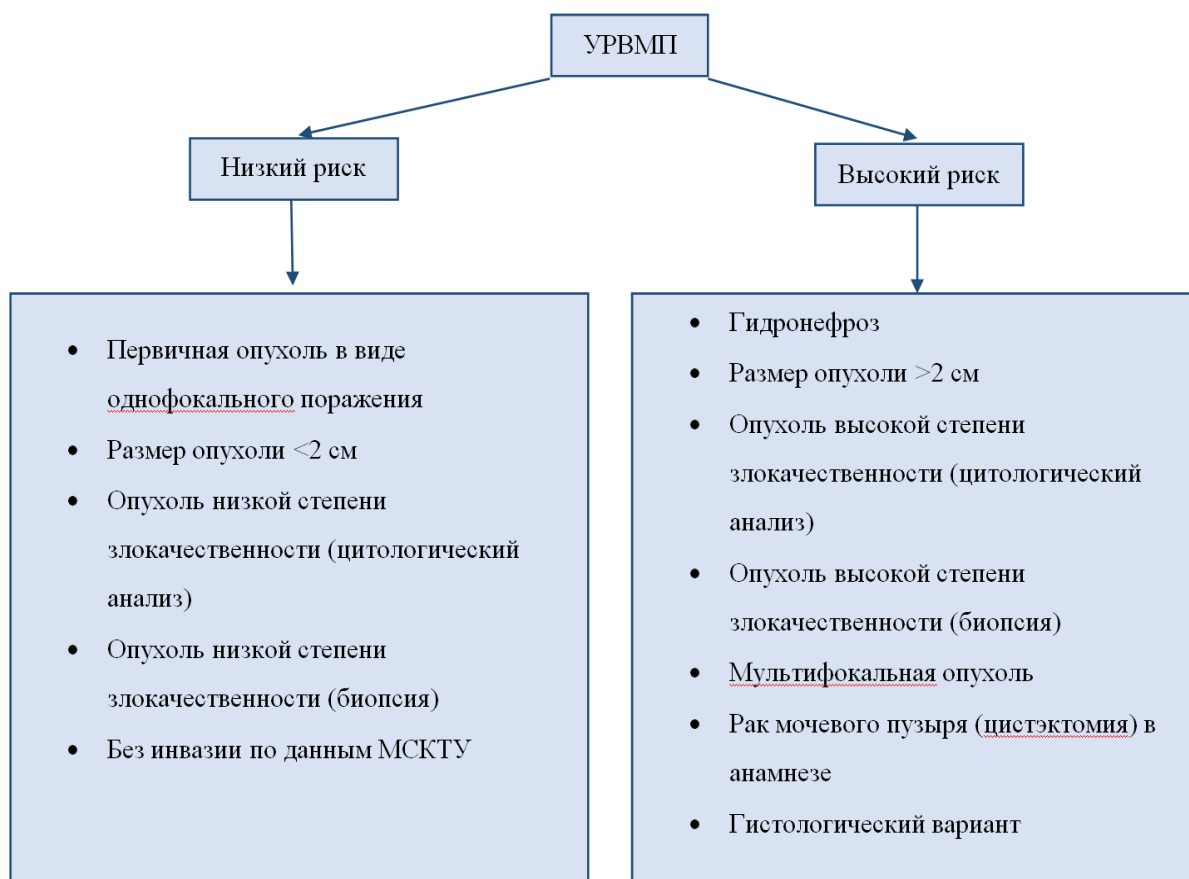 УРВМП
Низкий риск
Высокий риск
• Первичная опухоль в виде
однофокального поражения
• Размер опухоли <2 см
• Опухоль низкой степени
злокачественности (цитологический
анализ)
• Опухоль низкой степени
злокачественности (биопсия)
• Без инвазии по данным МСКТУ
• Гидронефроз
• Размер опухоли >2 см
• Опухоль высокой степени
злокачественности (цитологический
анализ)
• Опухоль высокой степени
злокачественности (биопсия)
• Мультифокальная опухоль
• Рак мочевого пузыря (цистэктомия) в
анамнезе
• Гистологический вариант